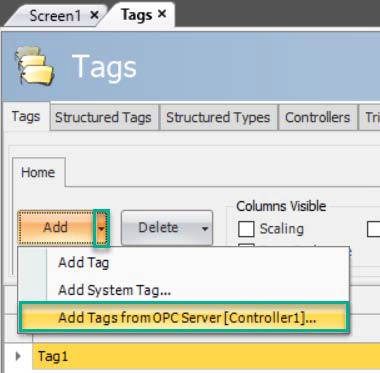 Screen1 × Tags ×
Tags
Tags Structured Tags Structured Types Controllers Tri
Home
Columns Visible
Add Delete Scaling
Add Tag
Add System Tag...
Add Tags from OPC Server [Controller1]...
Tag1